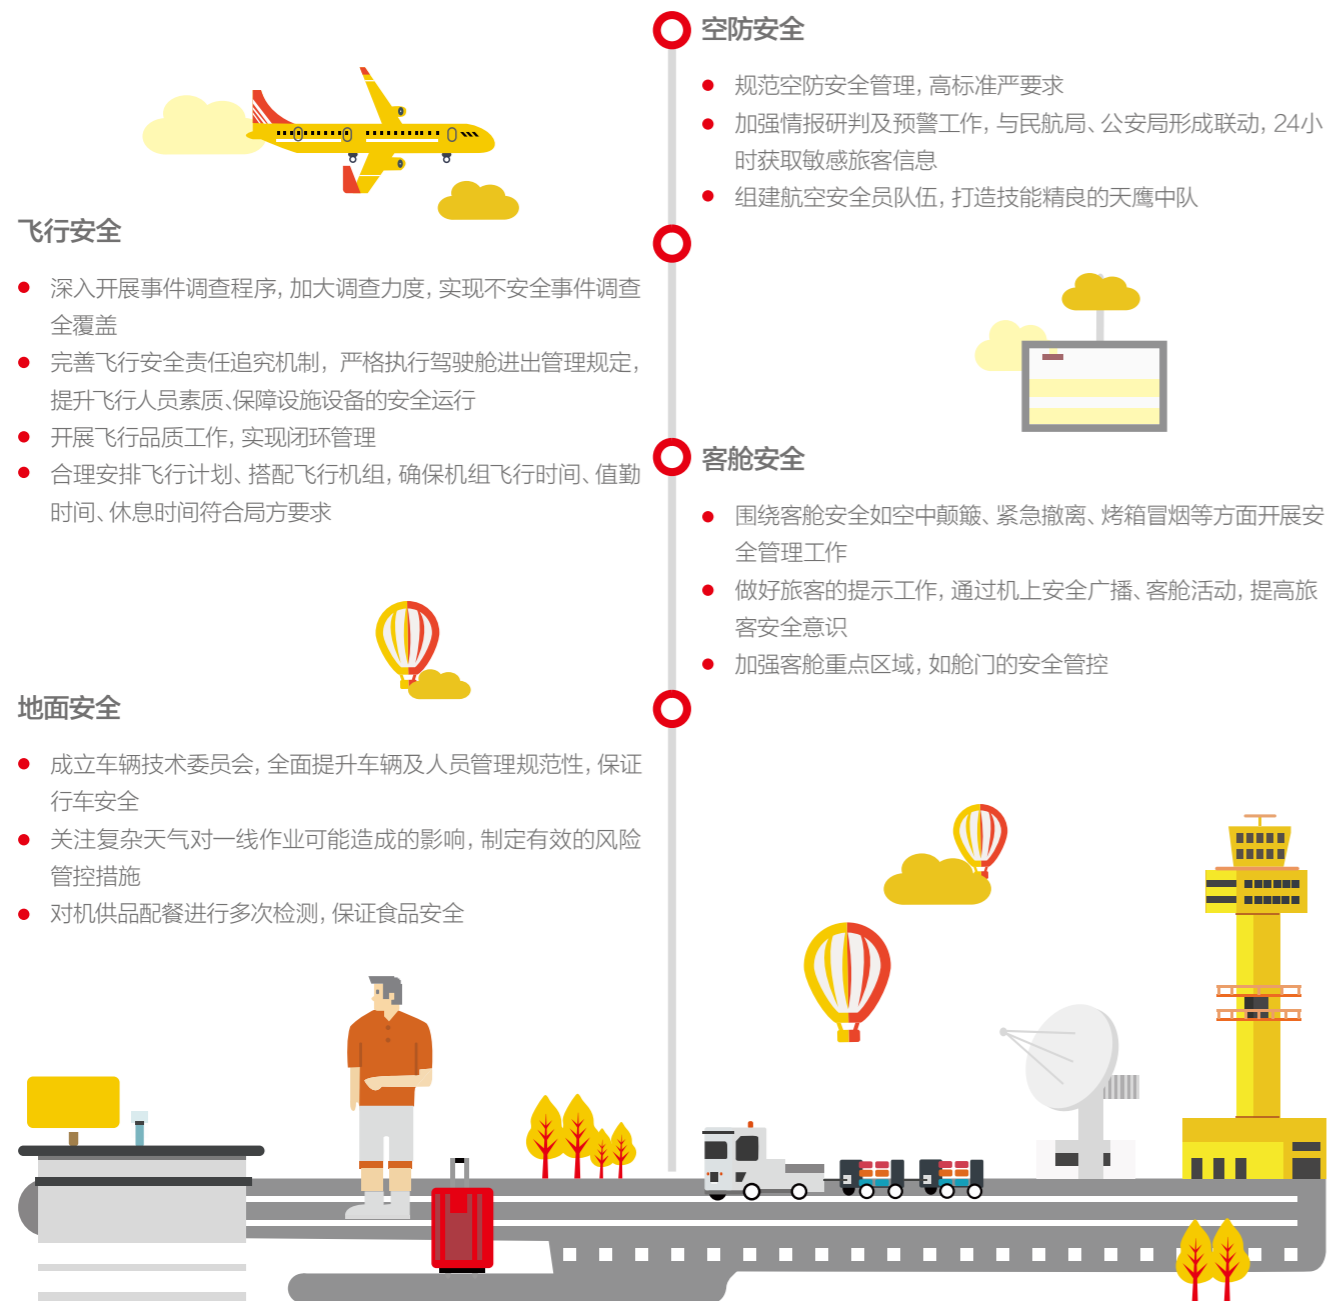 空防安全
规范空防安全管理，高标准严要求
加强情报研判及预警工作，与民航局、公安局形成联动，24小
时获取敏感旅客信息
组建航空安全员队伍，打造技能精良的天鹰中队
飞行安全
深入开展事件调查程序，加大调查力度，实现不安全事件调查
全覆盖
完善飞行安全责任追究机制，严格执行驾驶舱进出管理规定，
提升飞行人员素质、保障设施设备的安全运行
开展飞行品质工作，实现闭环管理
合理安排飞行计划、搭配飞行机组，确保机组飞行时间、值勤
时间、休息时间符合局方要求
客舱安全
围绕客舱安全如空中颠簸、紧急撤离、烤箱冒烟等方面开展安
全管理工作
做好旅客的提示工作，通过机上安全广播、客舱活动，提高旅
客安全意识
加强客舱重点区域，如舱门的安全管控
地面安全
成立车辆技术委员会，全面提升车辆及人员管理规范性，保证
行车安全
关注复杂天气对一线作业可能造成的影响，制定有效的风险
管控措施
对机供品配餐进行多次检测，保证食品安全